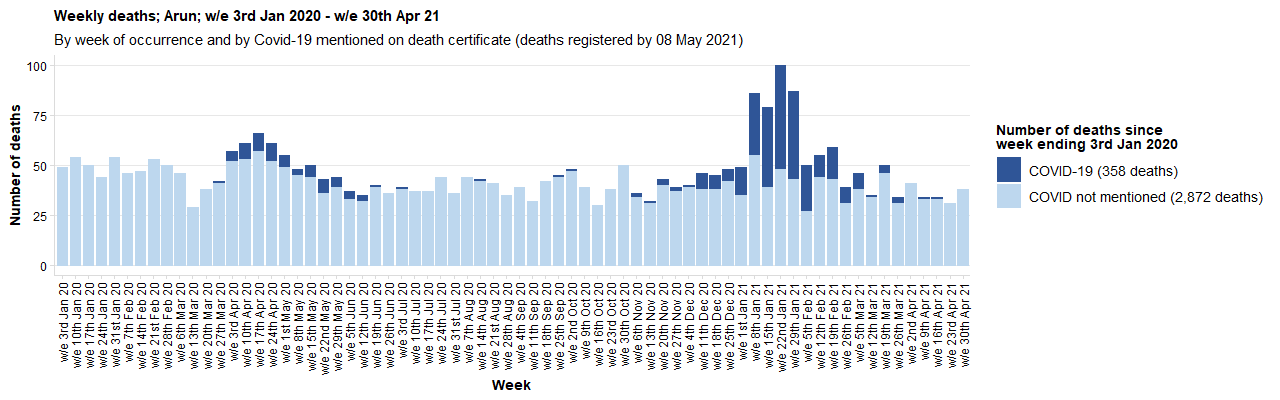 Weekly deaths; Arun; w/e 3rd Jan 2020 - w/e 30th Apr 21
By week of occurrence and by Covid-19 mentioned on death certificate (deaths registered by 08 May 2021)
Number of deaths
100
75
50
25
0
w/e 3rd Jan 20
w/e 10th Jan 20
w/e 17th Jan 20
w/e 24th Jan 20
w/e 31st Jan 20
w/e 7th Feb 20
w/e 14th Feb 20
w/e 21st Feb 20
w/e 28th Feb 20
w/e 6th Mar 20
w/e 13th Mar 20
w/e 20th Mar 20
w/e 27th Mar 20
w/e 3rd Apr 20
w/e 10th Apr 20
w/e 17th Apr 20
w/e 24th Apr 20
w/e 1st May 20
w/e 8th May 20
w/e 15th May 20
w/e 22nd May 20
w/e 29th May 20
w/e 5th Jun 20
w/e 12th Jun 20
w/e 19th Jun 20
w/e 26th Jun 20
w/e 3rd Jul 20
w/e 10th Jul 20
w/e 17th Jul 20
w/e 24th Jul 20
w/e 31st Jul 20
w/e 7th Aug 20
w/e 14th Aug 20
w/e 21st Aug 20
w/e 28th Aug 20
w/e 4th Sep 20
w/e 11th Sep 20
w/e 18th Sep 20
w/e 25th Sep 20
w/e 2nd Oct 20
w/e 9th Oct 20
w/e 16th Oct 20
w/e 23rd Oct 20
w/e 30th Oct 20
w/e 6th Nov 20
w/e 13th Nov 20
w/e 20th Nov 20
w/e 27th Nov 20
w/e 4th Dec 20
w/e 11th Dec 20
w/e 18th Dec 20
w/e 25th Dec 20
w/e 1st Jan 21
w/e 8th Jan 21
w/e 15th Jan 21
w/e 22nd Jan 21
w/e 29th Jan 21
w/e 5th Feb 21
w/e 12th Feb 21
w/e 19th Feb 21
w/e 26th Feb 21
w/e 5th Mar 21
w/e 12th Mar 21
w/e 19th Mar 21
w/e 26th Mar 21
w/e 2nd Apr 21
w/e 9th Apr 21
w/e 16th Apr 21
w/e 23rd Apr 21
w/e 30th Apr 21
Week
Number of deaths since
week ending 3rd Jan 2020
COVID-19 (358 deaths)
COVID not mentioned (2,872 deaths)